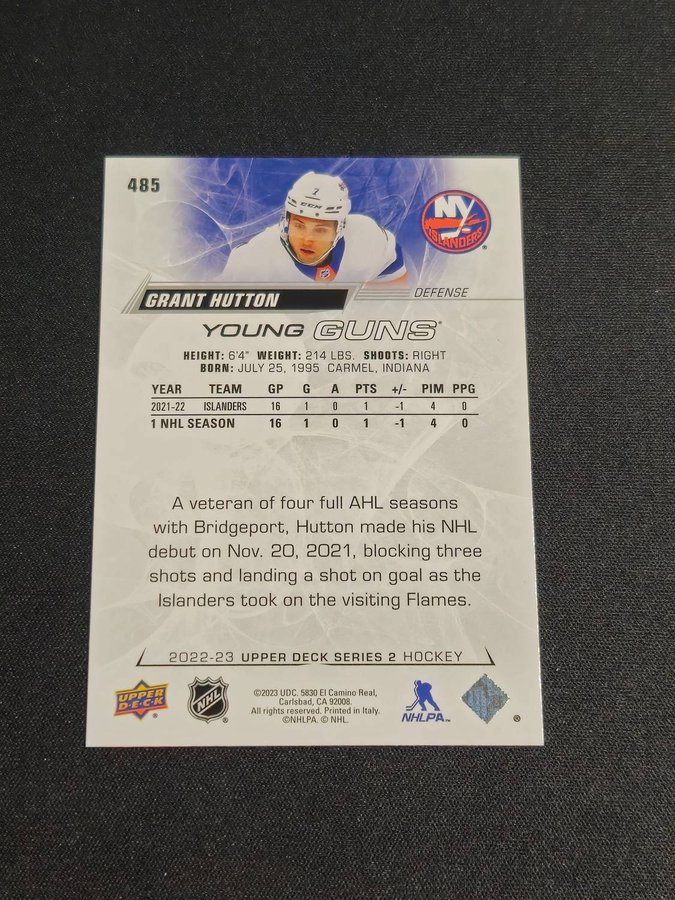 485
7
CCM
NY
ISLANDERS
®
GRANT HUTTON
DEFENSE
YOUNG GUNS®
HEIGHT: 6'4" WEIGHT: 214 LBS. SHOOTS: RIGHT
BORN: JULY 25, 1995 CARMEL, INDIANA
YEAR TEAM GP G A PTS +/- PIM PPG
2021-22 ISLANDERS 16 1 0 1 -1 4 0
1 NHL SEASON 16 1 0 1 -1 4 0
A veteran of four full AHL seasons
with Bridgeport, Hutton made his NHL
debut on Nov. 20, 2021, blocking three
shots and landing a shot on goal as the
Islanders took on the visiting Flames.
2022-23 UPPER DECK SERIES 2 HOCKEY
UPPER
DECK
®
NHL
®
©2023 UDC. 5830 El Camino Real,
Carlsbad, CA 92008.
All rights reserved. Printed in Italy.
©NHLPA. © NHL.
NHLPA™
®